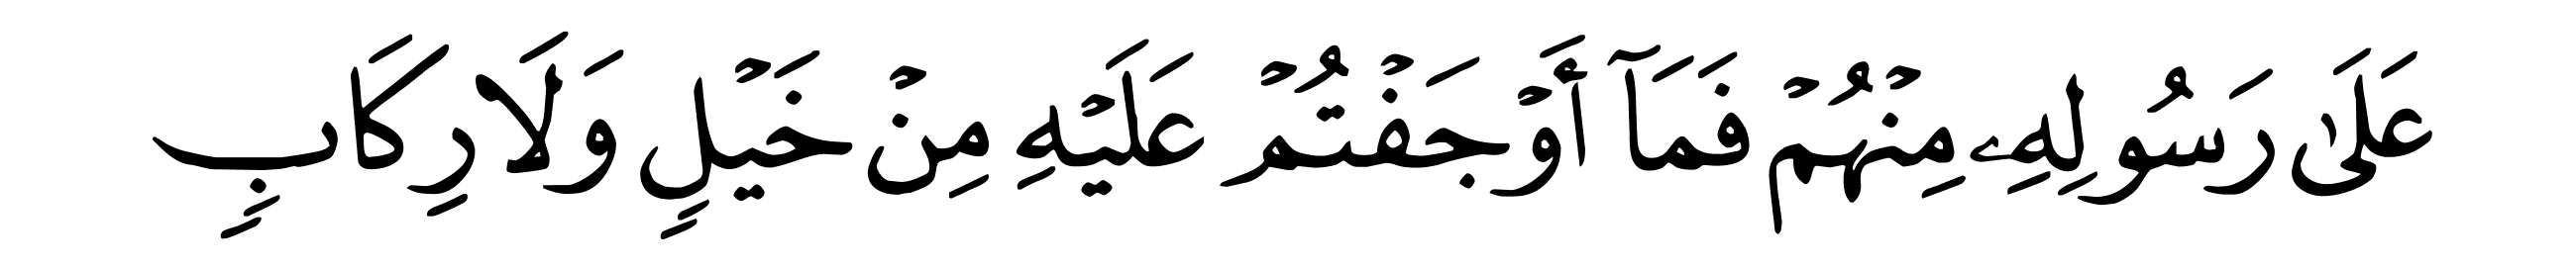 عَلَىٰ رَسُولِهِۦ مِنْهُمْ فَمَآ أَوْجَفْتُمْ عَلَيْهِ مِنْ خَيْلٍ وَلَا رِكَابٍ